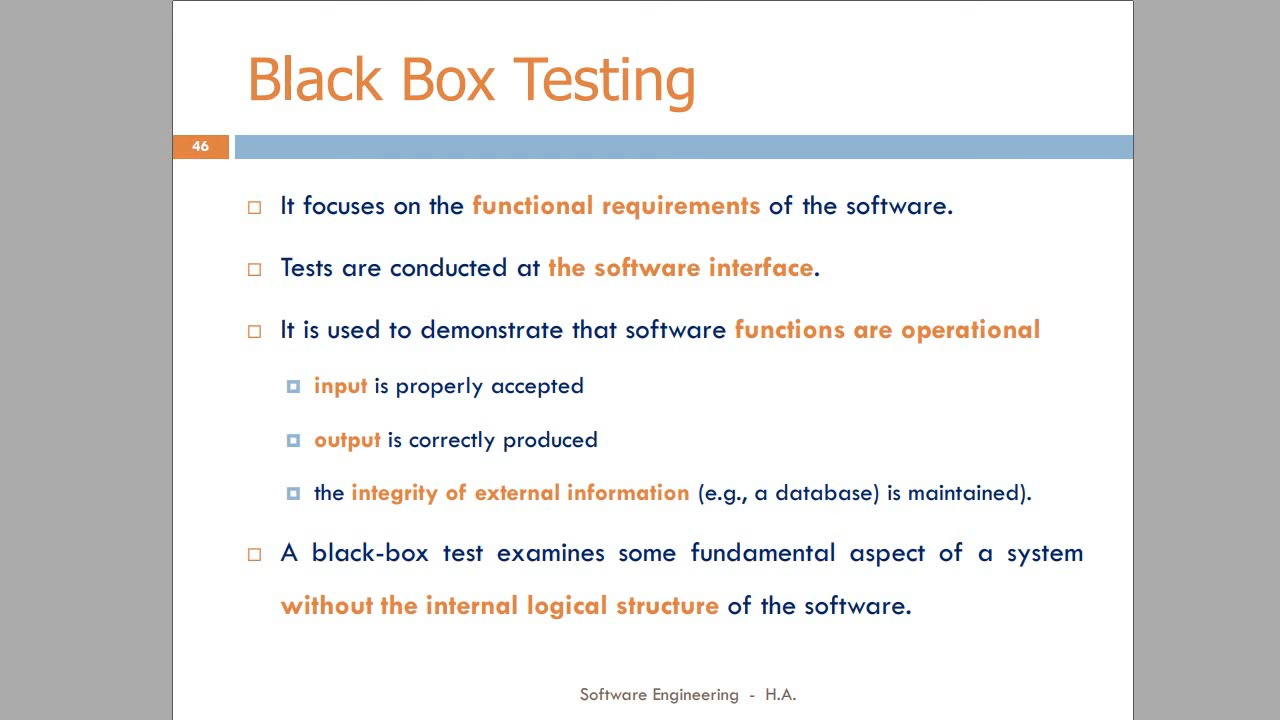 Black Box Testing
46
It focuses on the functional requirements of the software.
Tests are conducted at the software interface.
It is used to demonstrate that software functions are operational
input is properly accepted
output is correctly produced
the integrity of external information (e.g., a database) is maintained).
A black-box test examines some fundamental aspect of a system
without the internal logical structure of the software.
Software Engineering - H.A.